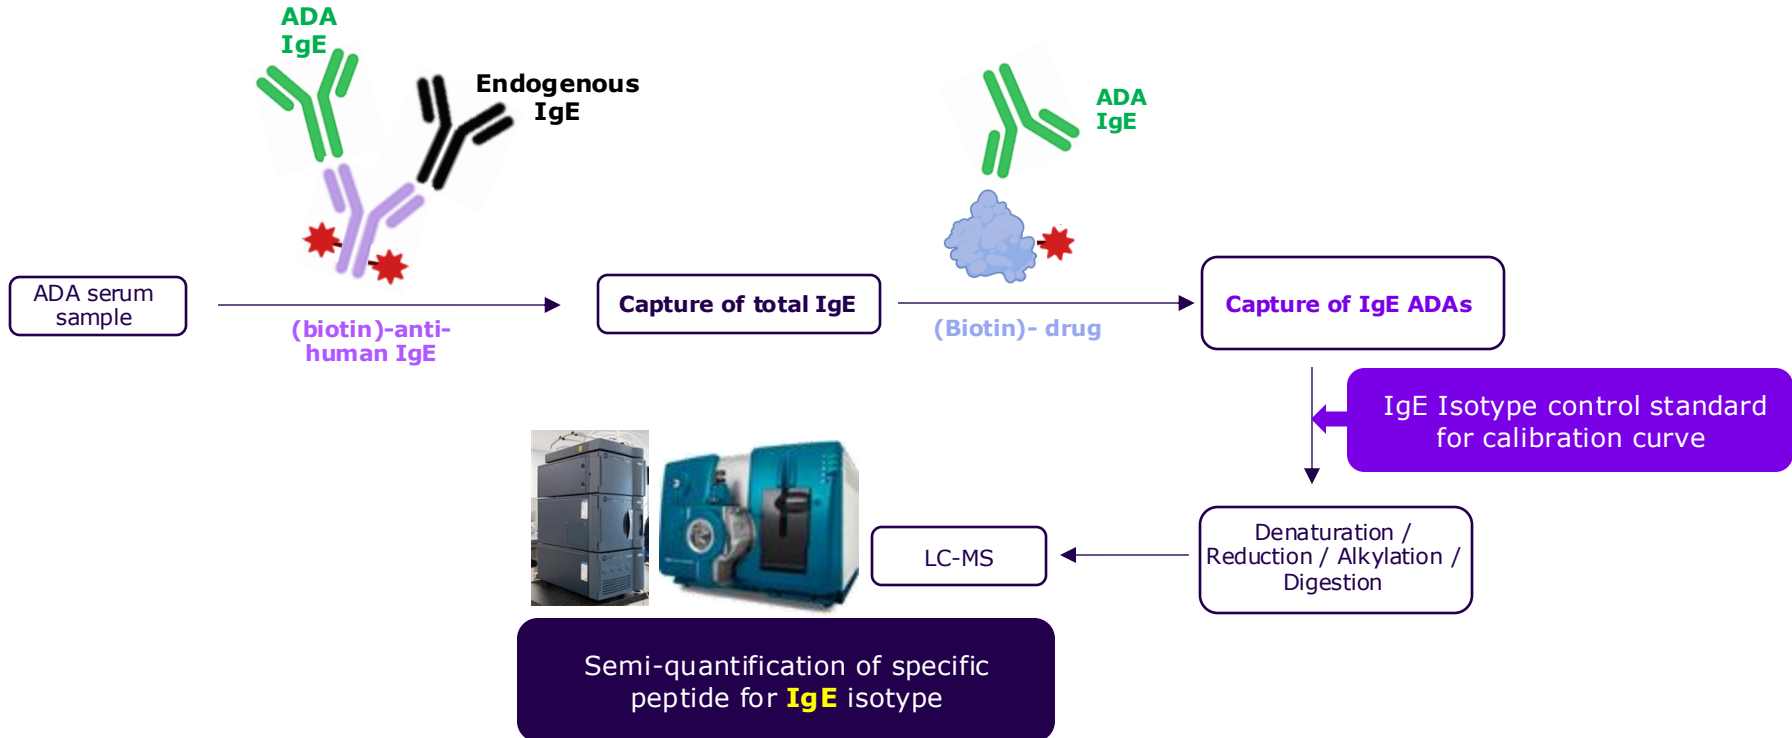 ADA
IgE
Endogenous
IgE
ADA
IgE
ADA serum
sample
(biotin)-anti-
human IgE
Capture of total IgE
(Biotin)- drug
Capture of IgE ADAs
IgE Isotype control standard
for calibration curve
Denaturation /
Reduction / Alkylation /
Digestion
LC-MS
Semi-quantification of specific
peptide for IgE isotype